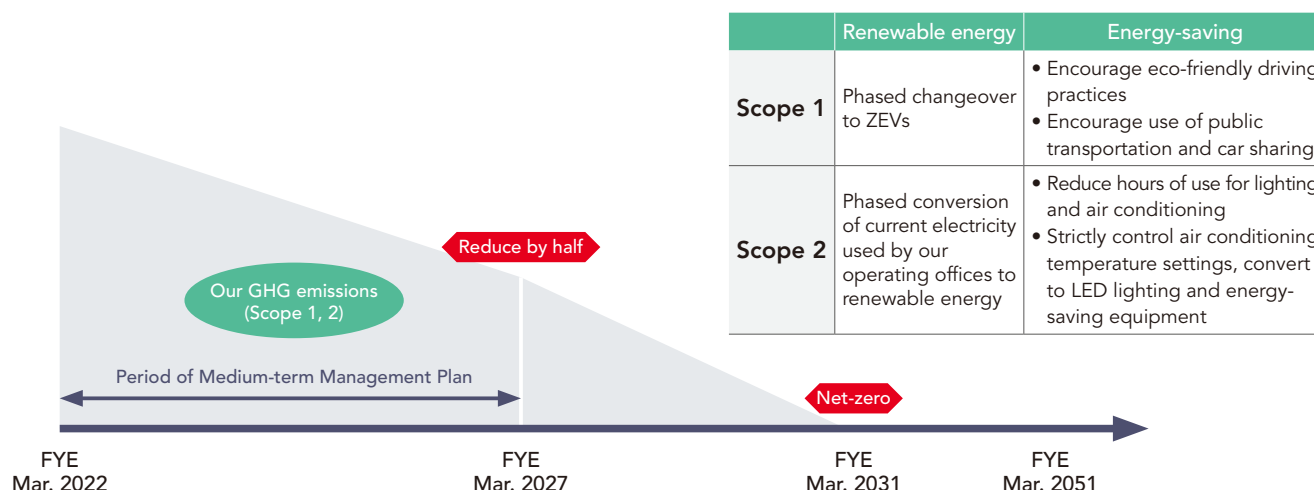 Renewable energy
Energy-saving
Scope 1
Phased changeover
to ZEVs
• Encourage eco-friendly driving
practices
• Encourage use of public
transportation and car sharing
Scope 2
Phased conversion
of current electricity
used by our
operating offices to
renewable energy
• Reduce hours of use for lighting
and air conditioning
• Strictly control air conditioning
temperature settings, convert
to LED lighting and energy-
saving equipment
Reduce by half
Our GHG emissions
(Scope 1, 2)
Period of Medium-term Management Plan
Net-zero
FYE
Mar. 2022
FYE
Mar. 2027
FYE
Mar. 2031
FYE
Mar. 2051